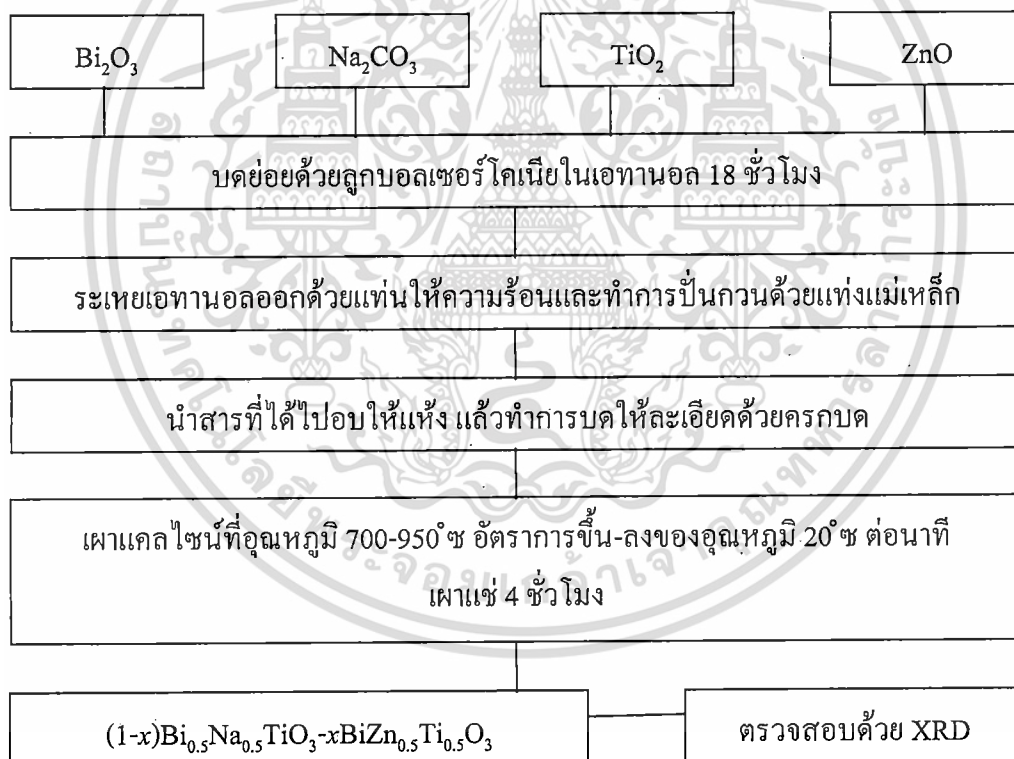 Bi₂O₃ Na₂CO₃ TiO₂ ZnO
บดย่อยด้วยลูกบอลเซอร์โคเนียในเอทานอล 18 ชั่วโมง
ระเหยเอทานอลออกด้วยแท่นให้ความร้อนและทำการปั่นกวนด้วยแท่งแม่เหล็ก
นำสารที่ได้ไปอบให้แห้ง แล้วทำการบดให้ละเอียดด้วยครกบด
เผาแคลไซน์ที่อุณหภูมิ 700-950 ํซ อัตราการขึ้น-ลงของอุณหภูมิ 20 ํซ ต่อนาที
เผาแช่ 4 ชั่วโมง
(1-x)Bi₀.₅Na₀.₅TiO₃-xBiZn₀.₅Ti₀.₅O₃ ตรวจสอบด้วย XRD